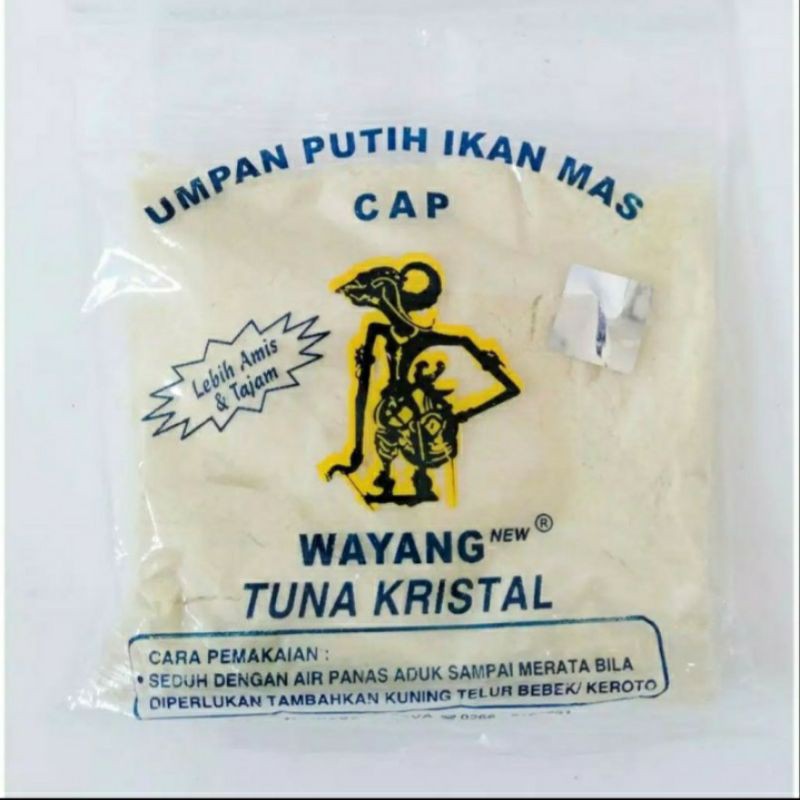 UMPAN PUTIH IKAN MAS
CAP
Lebih Amis
& Tajam
WAYANG NEW ®
TUNA KRISTAL
CARA PEMAKAIAN :
• SEDUH DENGAN AIR PANAS ADUK SAMPAI MERATA BILA
DIPERLUKAN TAMBAHKAN KUNING TELUR BEBEK/ KEROTO